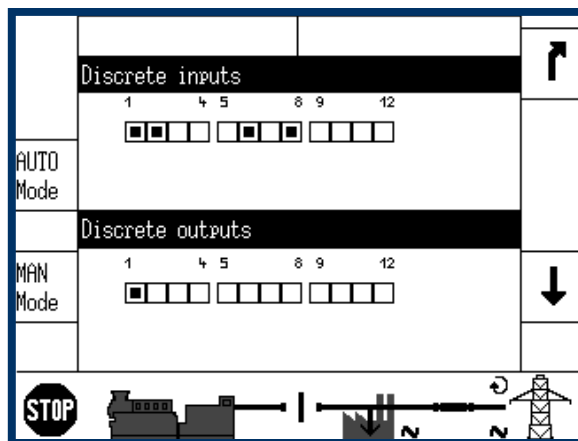 Discrete inputs
1 4 5 8 9 12
AUTO
Mode
Discrete outputs
1 4 5 8 9 12
MAN
Mode
STOP